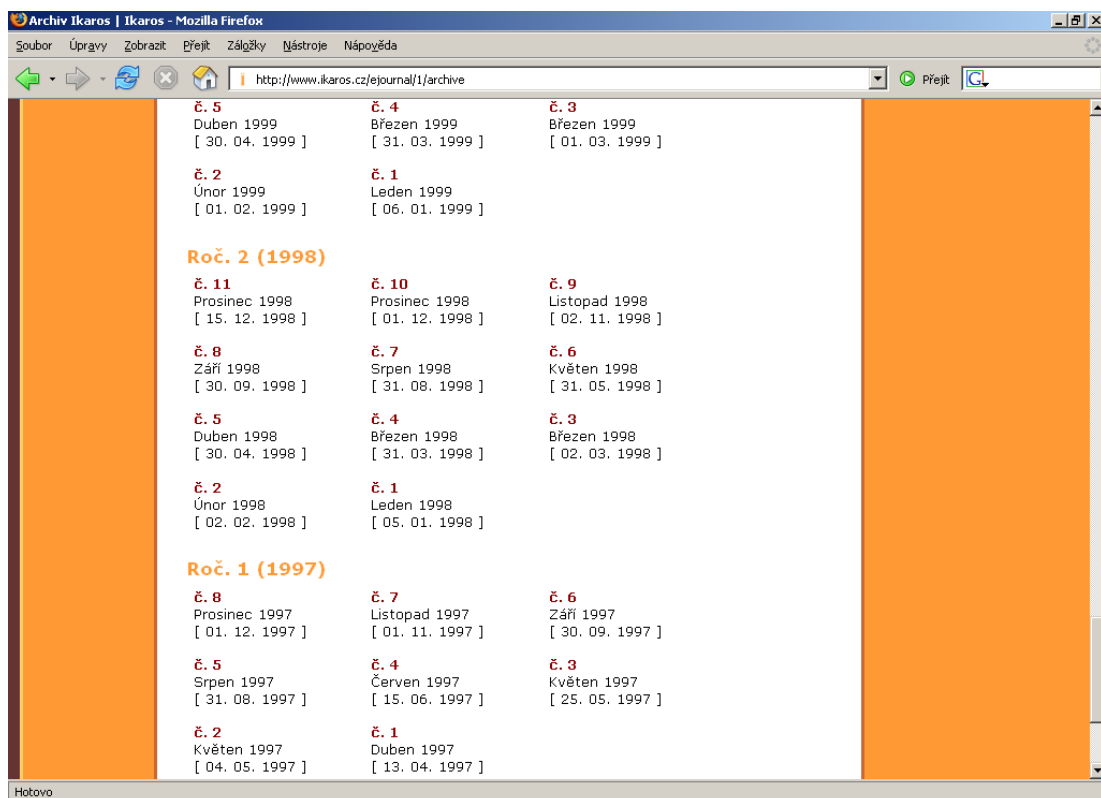 Archiv Ikaros | Ikaros - Mozilla Firefox
Soubor Úpravy Zobrazit Přejít Záložky Nástroje Nápověda
http://www.ikaros.cz/ejournal/1/archive Přejít G
č. 5 č. 4 č. 3
Duben 1999 Březen 1999 Březen 1999
[ 30. 04. 1999 ] [ 31. 03. 1999 ] [ 01. 03. 1999 ]
č. 2 č. 1
Únor 1999 Leden 1999
[ 01. 02. 1999 ] [ 06. 01. 1999 ]
Roč. 2 (1998)
č. 11 č. 10 č. 9
Prosinec 1998 Prosinec 1998 Listopad 1998
[ 15. 12. 1998 ] [ 01. 12. 1998 ] [ 02. 11. 1998 ]
č. 8 č. 7 č. 6
Září 1998 Srpen 1998 Květen 1998
[ 30. 09. 1998 ] [ 31. 08. 1998 ] [ 31. 05. 1998 ]
č. 5 č. 4 č. 3
Duben 1998 Březen 1998 Březen 1998
[ 30. 04. 1998 ] [ 31. 03. 1998 ] [ 02. 03. 1998 ]
č. 2 č. 1
Únor 1998 Leden 1998
[ 02. 02. 1998 ] [ 05. 01. 1998 ]
Roč. 1 (1997)
č. 8 č. 7 č. 6
Prosinec 1997 Listopad 1997 Září 1997
[ 01. 12. 1997 ] [ 01. 11. 1997 ] [ 30. 09. 1997 ]
č. 5 č. 4 č. 3
Srpen 1997 Červen 1997 Květen 1997
[ 31. 08. 1997 ] [ 15. 06. 1997 ] [ 25. 05. 1997 ]
č. 2 č. 1
Květen 1997 Duben 1997
[ 04. 05. 1997 ] [ 13. 04. 1997 ]
Hotovo